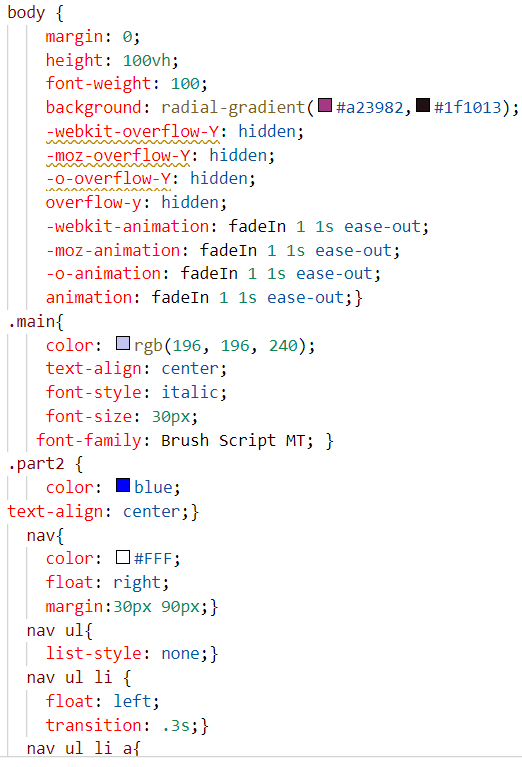 body {
margin: 0;
height: 100vh;
font-weight: 100;
background: radial-gradient(#a23982,#1f1013);
-webkit-overflow-Y: hidden;
-moz-overflow-Y: hidden;
-o-overflow-Y: hidden;
overflow-y: hidden;
-webkit-animation: fadeIn 1 1s ease-out;
-moz-animation: fadeIn 1 1s ease-out;
-o-animation: fadeIn 1 1s ease-out;
animation: fadeIn 1 1s ease-out;}
.main{
color: rgb(196, 196, 240);
text-align: center;
font-style: italic;
font-size: 30px;
font-family: Brush Script MT; }
.part2 {
color: blue;
text-align: center;}
nav{
color: #FFF;
float: right;
margin:30px 90px;}
nav ul{
list-style: none;}
nav ul li {
float: left;
transition: .3s;}
nav ul li a{